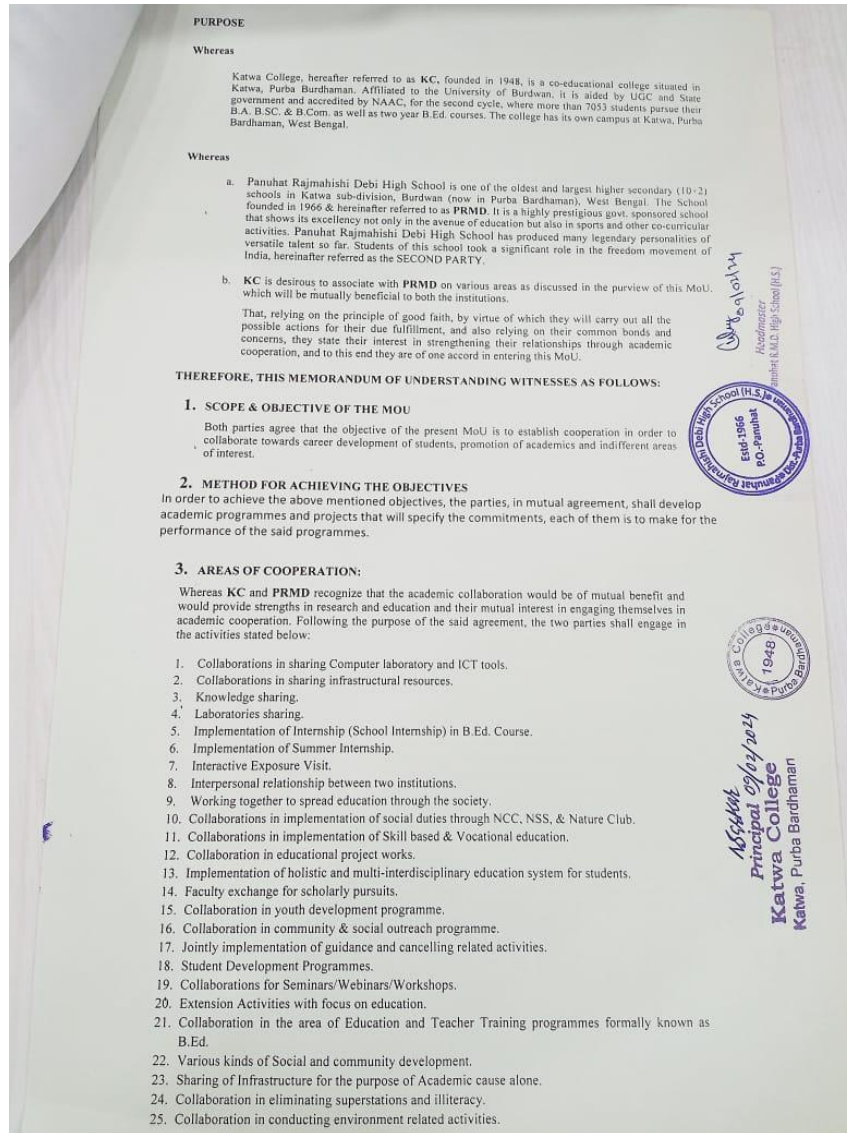 PURPOSE
Whereas
Katwa College, hereafter referred to as KC, founded in 1948, is a co-educational college situated in
Katwa, Purba Burdhaman. Affiliated to the University of Burdwan, it is aided by UGC and State
government and accredited by NAAC, for the second cycle, where more than 7053 students pursue their
B.A. B.SC. & B.Com. as well as two year B.Ed. courses. The college has its own campus at Katwa, Purba
Bardhaman, West Bengal.
Whereas
a. Panuhat Rajmahishi Debi High School is one of the oldest and largest higher secondary (10+2)
schools in Katwa sub-division, Burdwan (now in Purba Bardhaman), West Bengal. The School
founded in 1966 & hereinafter referred to as PRMD. It is a highly prestigious govt. sponsored school
that shows its excellency not only in the avenue of education but also in sports and other co-curricular
activities. Panuhat Rajmahishi Debi High School has produced many legendary personalities of
versatile talent so far. Students of this school took a significant role in the freedom movement of
India, hereinafter referred as the SECOND PARTY.
b. KC is desirous to associate with PRMD on various areas as discussed in the purview of this MoU.
which will be mutually beneficial to both the institutions.
That, relying on the principle of good faith, by virtue of which they will carry out all the
possible actions for their due fulfillment, and also relying on their common bonds and
concerns, they state their interest in strengthening their relationships through academic
cooperation, and to this end they are of one accord in entering this MoU.
THEREFORE, THIS MEMORANDUM OF UNDERSTANDING WITNESSES AS FOLLOWS:
1. SCOPE & OBJECTIVE OF THE MOU
Both parties agree that the objective of the present MoU is to establish cooperation in order to
collaborate towards career development of students, promotion of academics and indifferent areas
of interest.
2. METHOD FOR ACHIEVING THE OBJECTIVES
In order to achieve the above mentioned objectives, the parties, in mutual agreement, shall develop
academic programmes and projects that will specify the commitments, each of them is to make for the
performance of the said programmes.
3. AREAS OF COOPERATION:
Whereas KC and PRMD recognize that the academic collaboration would be of mutual benefit and
would provide strengths in research and education and their mutual interest in engaging themselves in
academic cooperation. Following the purpose of the said agreement, the two parties shall engage in
the activities stated below:
1. Collaborations in sharing Computer laboratory and ICT tools.
2. Collaborations in sharing infrastructural resources.
3. Knowledge sharing.
4. Laboratories sharing.
5. Implementation of Internship (School Internship) in B.Ed. Course.
6. Implementation of Summer Internship.
7. Interactive Exposure Visit.
8. Interpersonal relationship between two institutions.
9. Working together to spread education through the society.
10. Collaborations in implementation of social duties through NCC, NSS, & Nature Club.
11. Collaborations in implementation of Skill based & Vocational education.
12. Collaboration in educational project works.
13. Implementation of holistic and multi-interdisciplinary education system for students.
14. Faculty exchange for scholarly pursuits.
15. Collaboration in youth development programme.
16. Collaboration in community & social outreach programme.
17. Jointly implementation of guidance and cancelling related activities.
18. Student Development Programmes.
19. Collaborations for Seminars/Webinars/Workshops.
20. Extension Activities with focus on education.
21. Collaboration in the area of Education and Teacher Training programmes formally known as
B.Ed.
22. Various kinds of Social and community development.
23. Sharing of Infrastructure for the purpose of Academic cause alone.
24. Collaboration in eliminating superstations and illiteracy.
25. Collaboration in conducting environment related activities.
09/02/24
Headmaster
anuhat R.M.D. High School (H.S.)
Panuhat Rajmahishi Debi High School (H.S.) Dist.-Purba Bardhaman
Estd-1966
P.O.-Panuhat
Katwa College Purba Bardhaman
1948
09/02/2024
Principal
Katwa College
Katwa, Purba Bardhaman